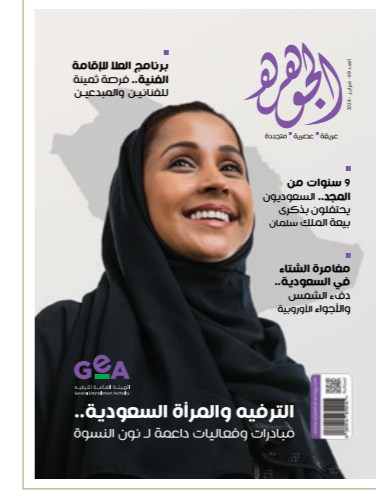 الجوهرة
عريقة عصرية متجددة
برنامج العلا للإقامة
الفنية.. فرصة ثمينة
للفنانين والمبدعين
9 سنوات من
المجد.. السعوديون
يحتفلون بذكرى
بيعة الملك سلمان
مغامرة الشتاء
في السعودية..
دفء الشمس
والأجواء الأوروبية
GEA
الهيئة العامة للترفيه
General Entertainment Authority
الترفيه والمرأة السعودية..
مبادرات وفعاليات داعمة لـ نون النسوة